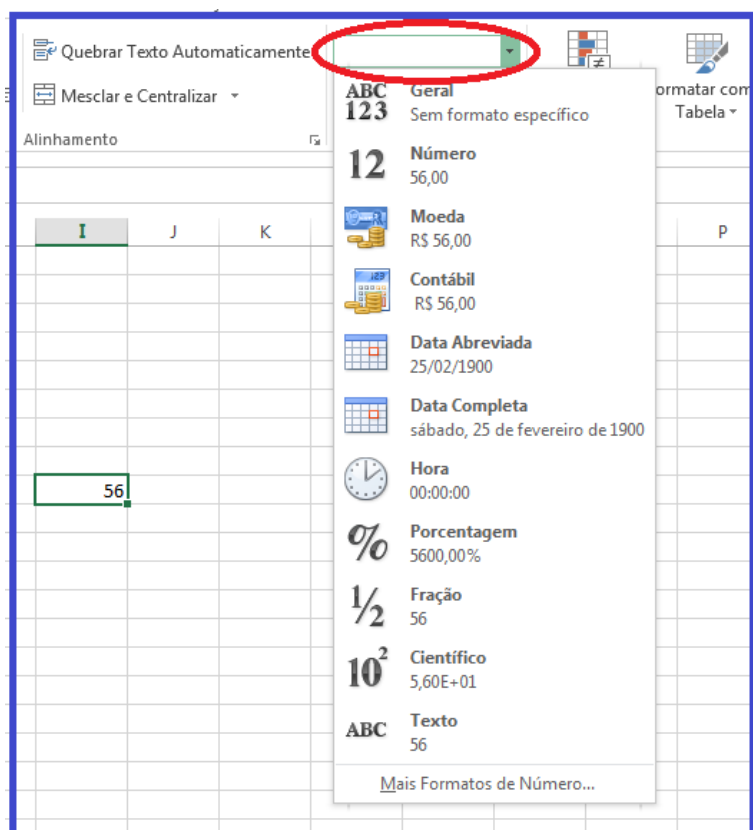 Quebrar Texto Automaticamente
Mesclar e Centralizar
Alinhamento
ormatar com
Tabela
I J K P
56
ABC
123
Geral
Sem formato específico
12
Número
56,00
Moeda
R$ 56,00
Contábil
R$ 56,00
Data Abreviada
25/02/1900
Data Completa
sábado, 25 de fevereiro de 1900
Hora
00:00:00
%
Porcentagem
5600,00%
1/2
Fração
56
10²
Científico
5,60E+01
ABC
Texto
56
Mais Formatos de Número...